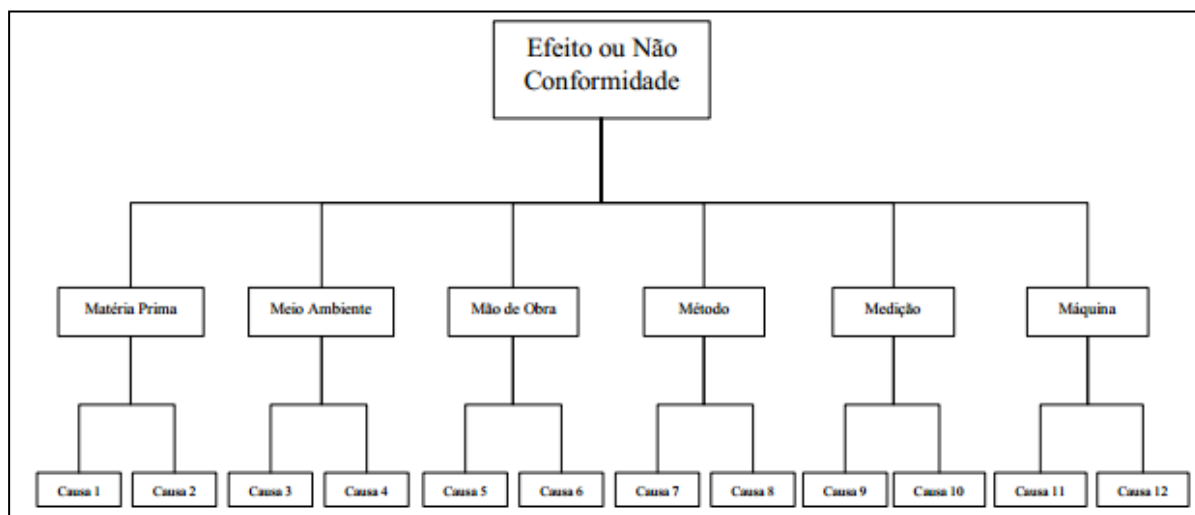 Efeito ou Não
Conformidade
Matéria Prima
Meio Ambiente
Mão de Obra
Método
Medição
Máquina
Causa 1
Causa 2
Causa 3
Causa 4
Causa 5
Causa 6
Causa 7
Causa 8
Causa 9
Causa 10
Causa 11
Causa 12